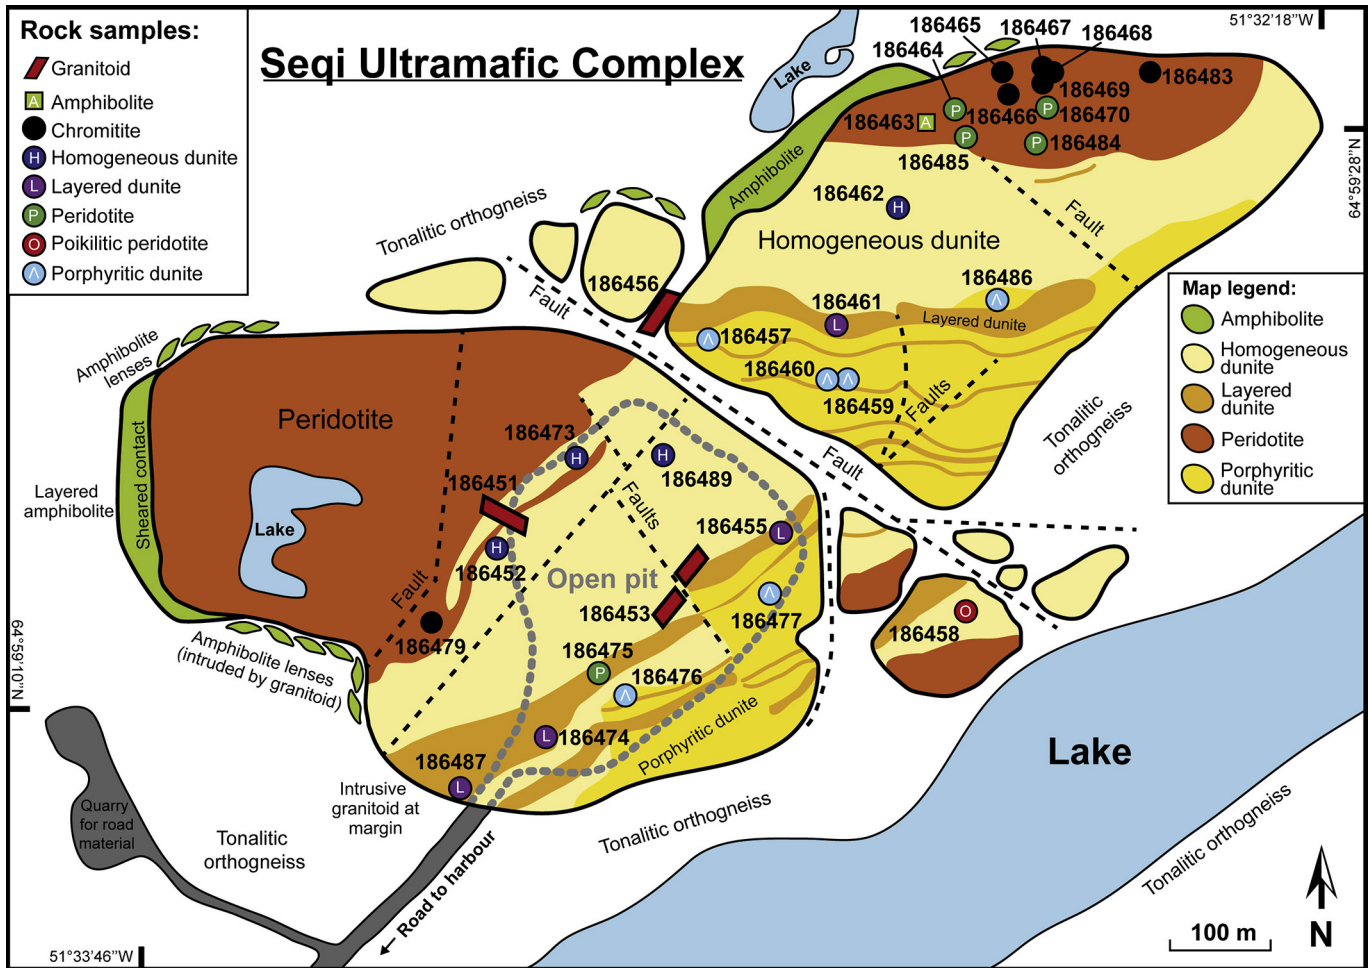 Rock samples:
Granitoid
A
Amphibolite
Chromitite
H
Homogeneous dunite
L
Layered dunite
P
Peridotite
O
Poikilitic peridotite
Λ
Porphyritic dunite
Seqi Ultramafic Complex
51°32'18''W
64°59'28''N
Lake
186465
186467
186464
186468
186483
186469
186466
186470
186463
A
P
P
P
P
186485
186484
Amphibolite
186462
H
Fault
Homogeneous dunite
Tonalitic orthogneiss
186456
Fault
186486
Λ
186461
L
Layered dunite
Λ
186457
186460
Λ
Λ
186459
Faults
Tonalitic
orthogneiss
Map legend:
Amphibolite
Homogeneous
dunite
Layered
dunite
Peridotite
Porphyritic
dunite
Amphibolite
lenses
Peridotite
Layered
amphibolite
Sheared contact
Lake
Fault
186473
H
H
186489
186451
Faults
Fault
186455
L
H
186452
Open pit
186453
Λ
186477
186479
O
186458
186475
P
186476
Λ
Amphibolite lenses
(intruded by granitoid)
64°59'10''N
L
186474
Porphyritic dunite
186487
L
Lake
Intrusive
granitoid at
margin
Quarry
for road
material
Tonalitic
orthogneiss
Tonalitic orthogneiss
Tonalitic orthogneiss
Road to harbour
51°33'46''W
100 m
N